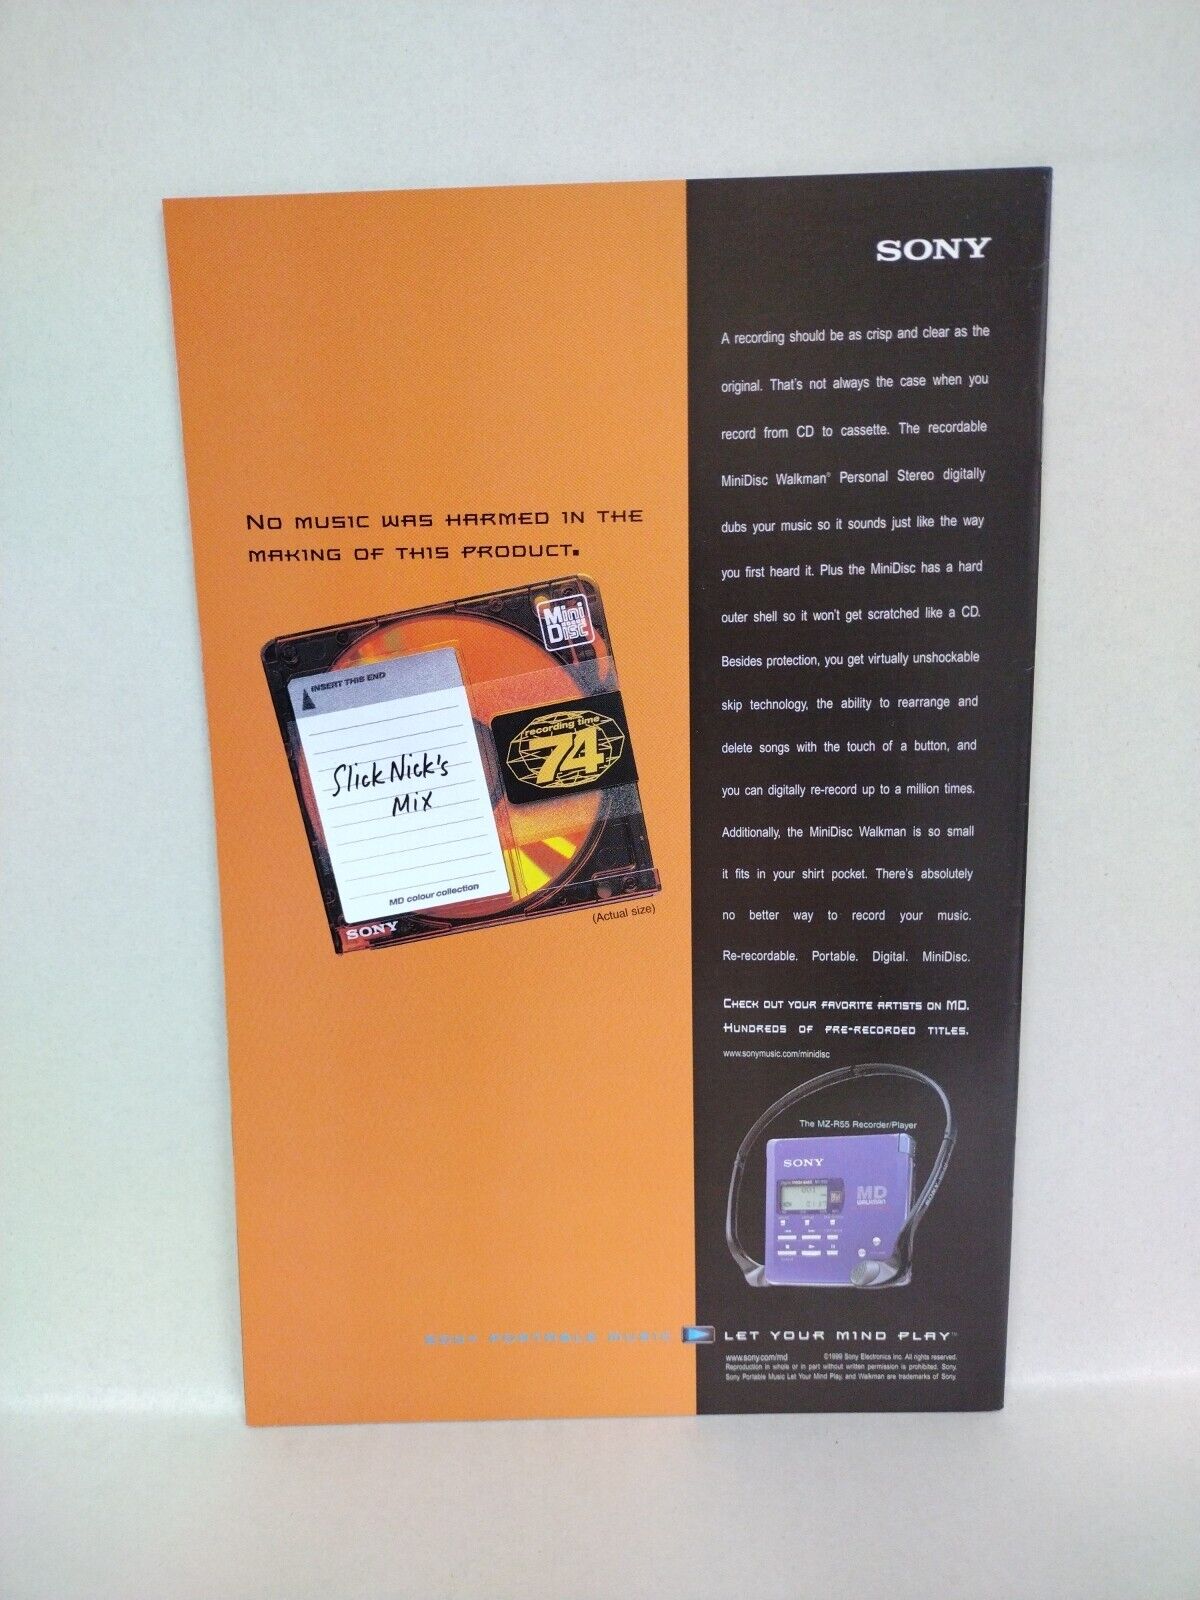 No music was harmed in the
making of this product.
Mini
Disc
INSERT THIS END
recording time
74
Slick Nick's
Mix
MD colour collection
SONY
(Actual size)
SONY PORTABLE MUSIC
SONY
A recording should be as crisp and clear as the
original. That's not always the case when you
record from CD to cassette. The recordable
MiniDisc Walkman® Personal Stereo digitally
dubs your music so it sounds just like the way
you first heard it. Plus the MiniDisc has a hard
outer shell so it won't get scratched like a CD.
Besides protection, you get virtually unshockable
skip technology, the ability to rearrange and
delete songs with the touch of a button, and
you can digitally re-record up to a million times.
Additionally, the MiniDisc Walkman is so small
it fits in your shirt pocket. There's absolutely
no better way to record your music.
Re-recordable. Portable. Digital. MiniDisc.
Check out your favorite artists on MD.
Hundreds of pre-recorded titles.
www.sonymusic.com/minidisc
The MZ-R55 Recorder/Player
SONY
MD
WALKMAN
SONY
LET YOUR MIND PLAY™
www.sony.com/md ©1999 Sony Electronics Inc. All rights reserved.
Reproduction in whole or in part without written permission is prohibited. Sony,
Sony Portable Music Let Your Mind Play, and Walkman are trademarks of Sony.